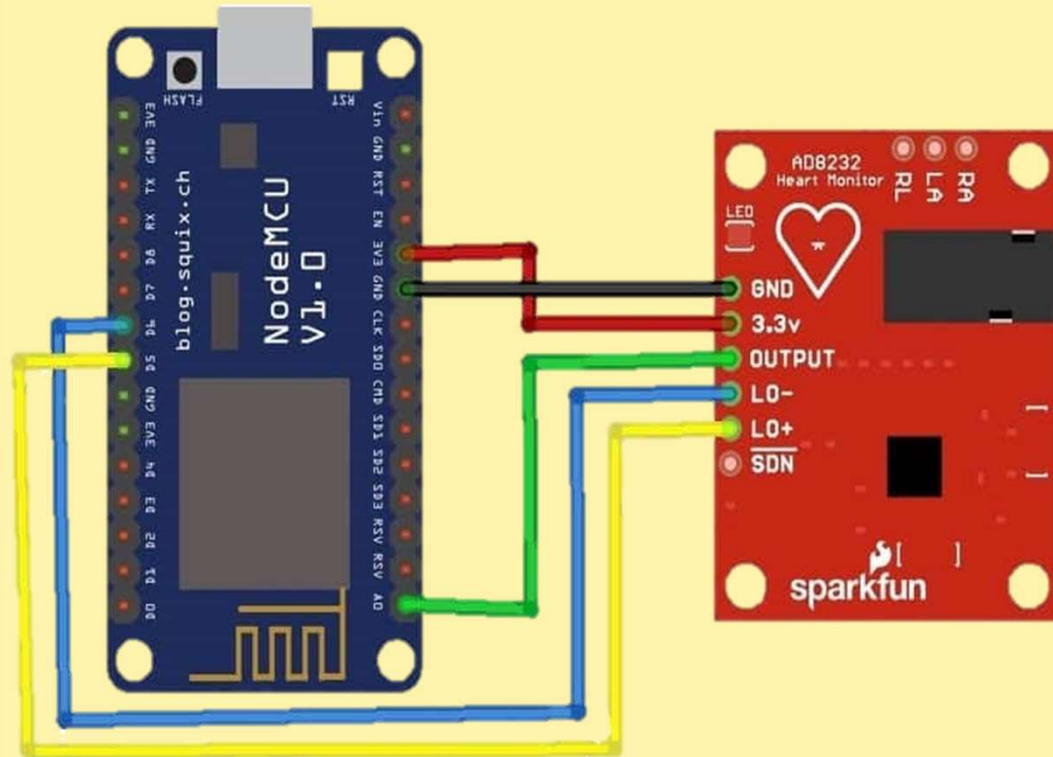 FLASH
RST
3V3
GND
TX
RX
D8
D7
D6
D5
GND
3V3
D4
D3
D2
D1
D0
blog.squix.ch
NodeMCU
V1.0
Vin
GND
RST
EN
3V3
GND
CLK
SD0
CMD
SD1
SD2
SD3
RSV
RSV
A0
AD8232
Heart Monitor
RL
LA
RA
LED
GND
3.3v
OUTPUT
LO-
LO+
SDN
sparkfun